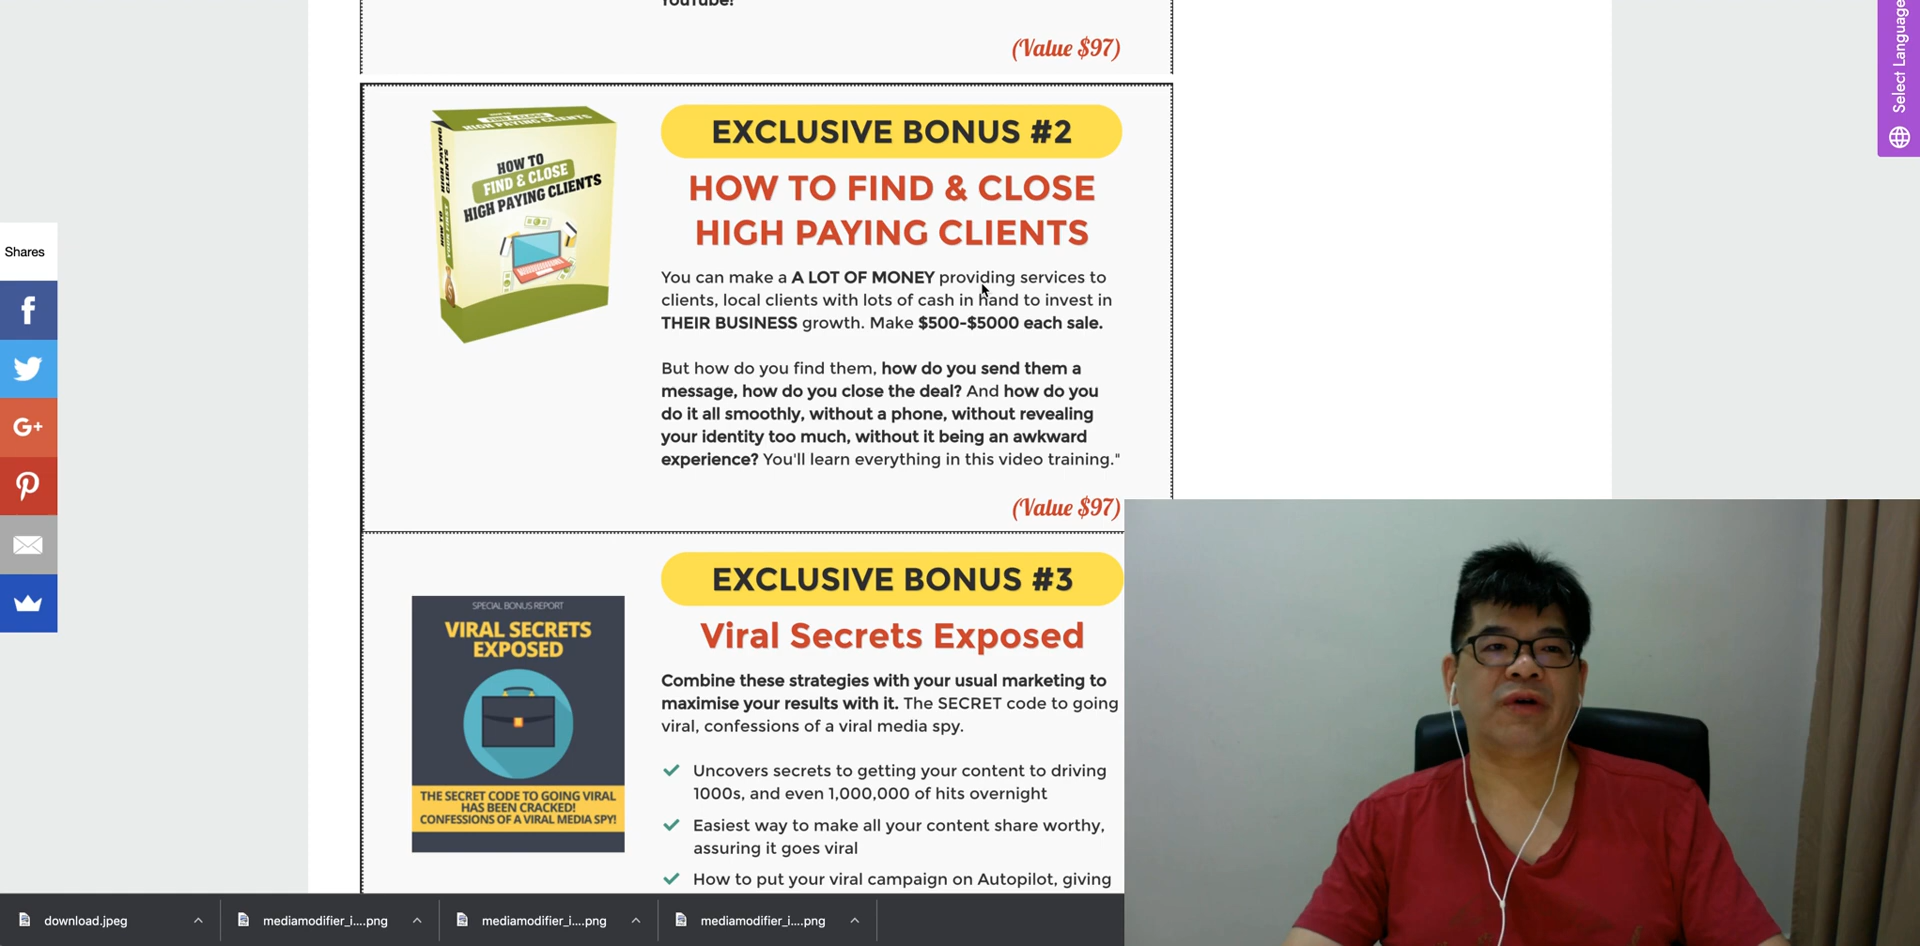 YouTube!
(Value $97)
Select Language
EXCLUSIVE BONUS #2
HOW TO FIND & CLOSE
HIGH PAYING CLIENTS
HIGH PAYING CLIENTS
HIGH PAYING CLIENTS
HOW TO
FIND & CLOSE
HIGH PAYING CLIENTS
You can make a A LOT OF MONEY providing services to
clients, local clients with lots of cash in hand to invest in
THEIR BUSINESS growth. Make $500-$5000 each sale.
But how do you find them, how do you send them a
message, how do you close the deal? And how do you
do it all smoothly, without a phone, without revealing
your identity too much, without it being an awkward
experience? You'll learn everything in this video training."
(Value $97)
Shares
f
G+
EXCLUSIVE BONUS #3
Viral Secrets Exposed
SPECIAL BONUS REPORT
VIRAL SECRETS
EXPOSED
THE SECRET CODE TO GOING VIRAL
HAS BEEN CRACKED!
CONFESSIONS OF A VIRAL MEDIA SPY!
Combine these strategies with your usual marketing to
maximise your results with it. The SECRET code to going
viral, confessions of a viral media spy.
Uncovers secrets to getting your content to driving
1000s, and even 1,000,000 of hits overnight
Easiest way to make all your content share worthy,
assuring it goes viral
How to put your viral campaign on Autopilot, giving
download.jpeg
mediamodifier_i....png
mediamodifier_i....png
mediamodifier_i....png